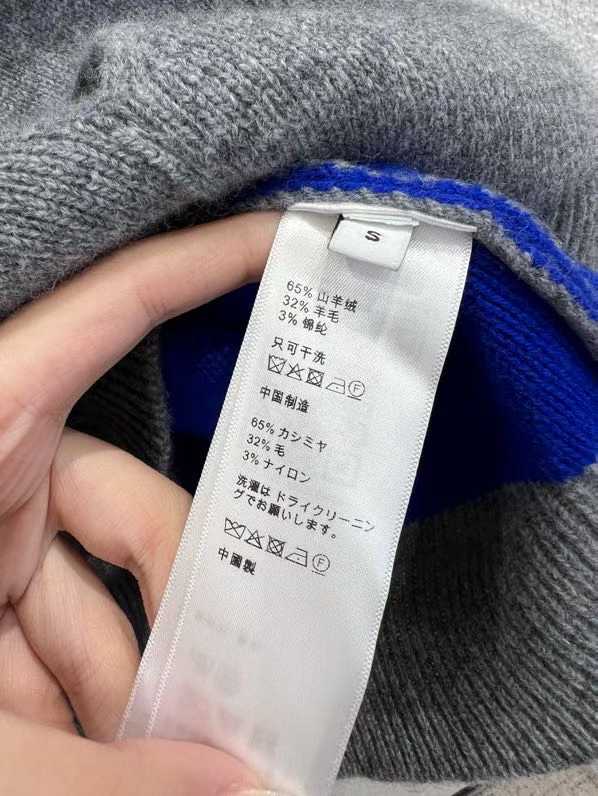 S
65% 山羊绒
32% 羊毛
3% 锦纶
只可干洗
中国制造
65% カシミヤ
32% 毛
3% ナイロン
洗濯は ドライクリーニン
グでお願いします。
中國製